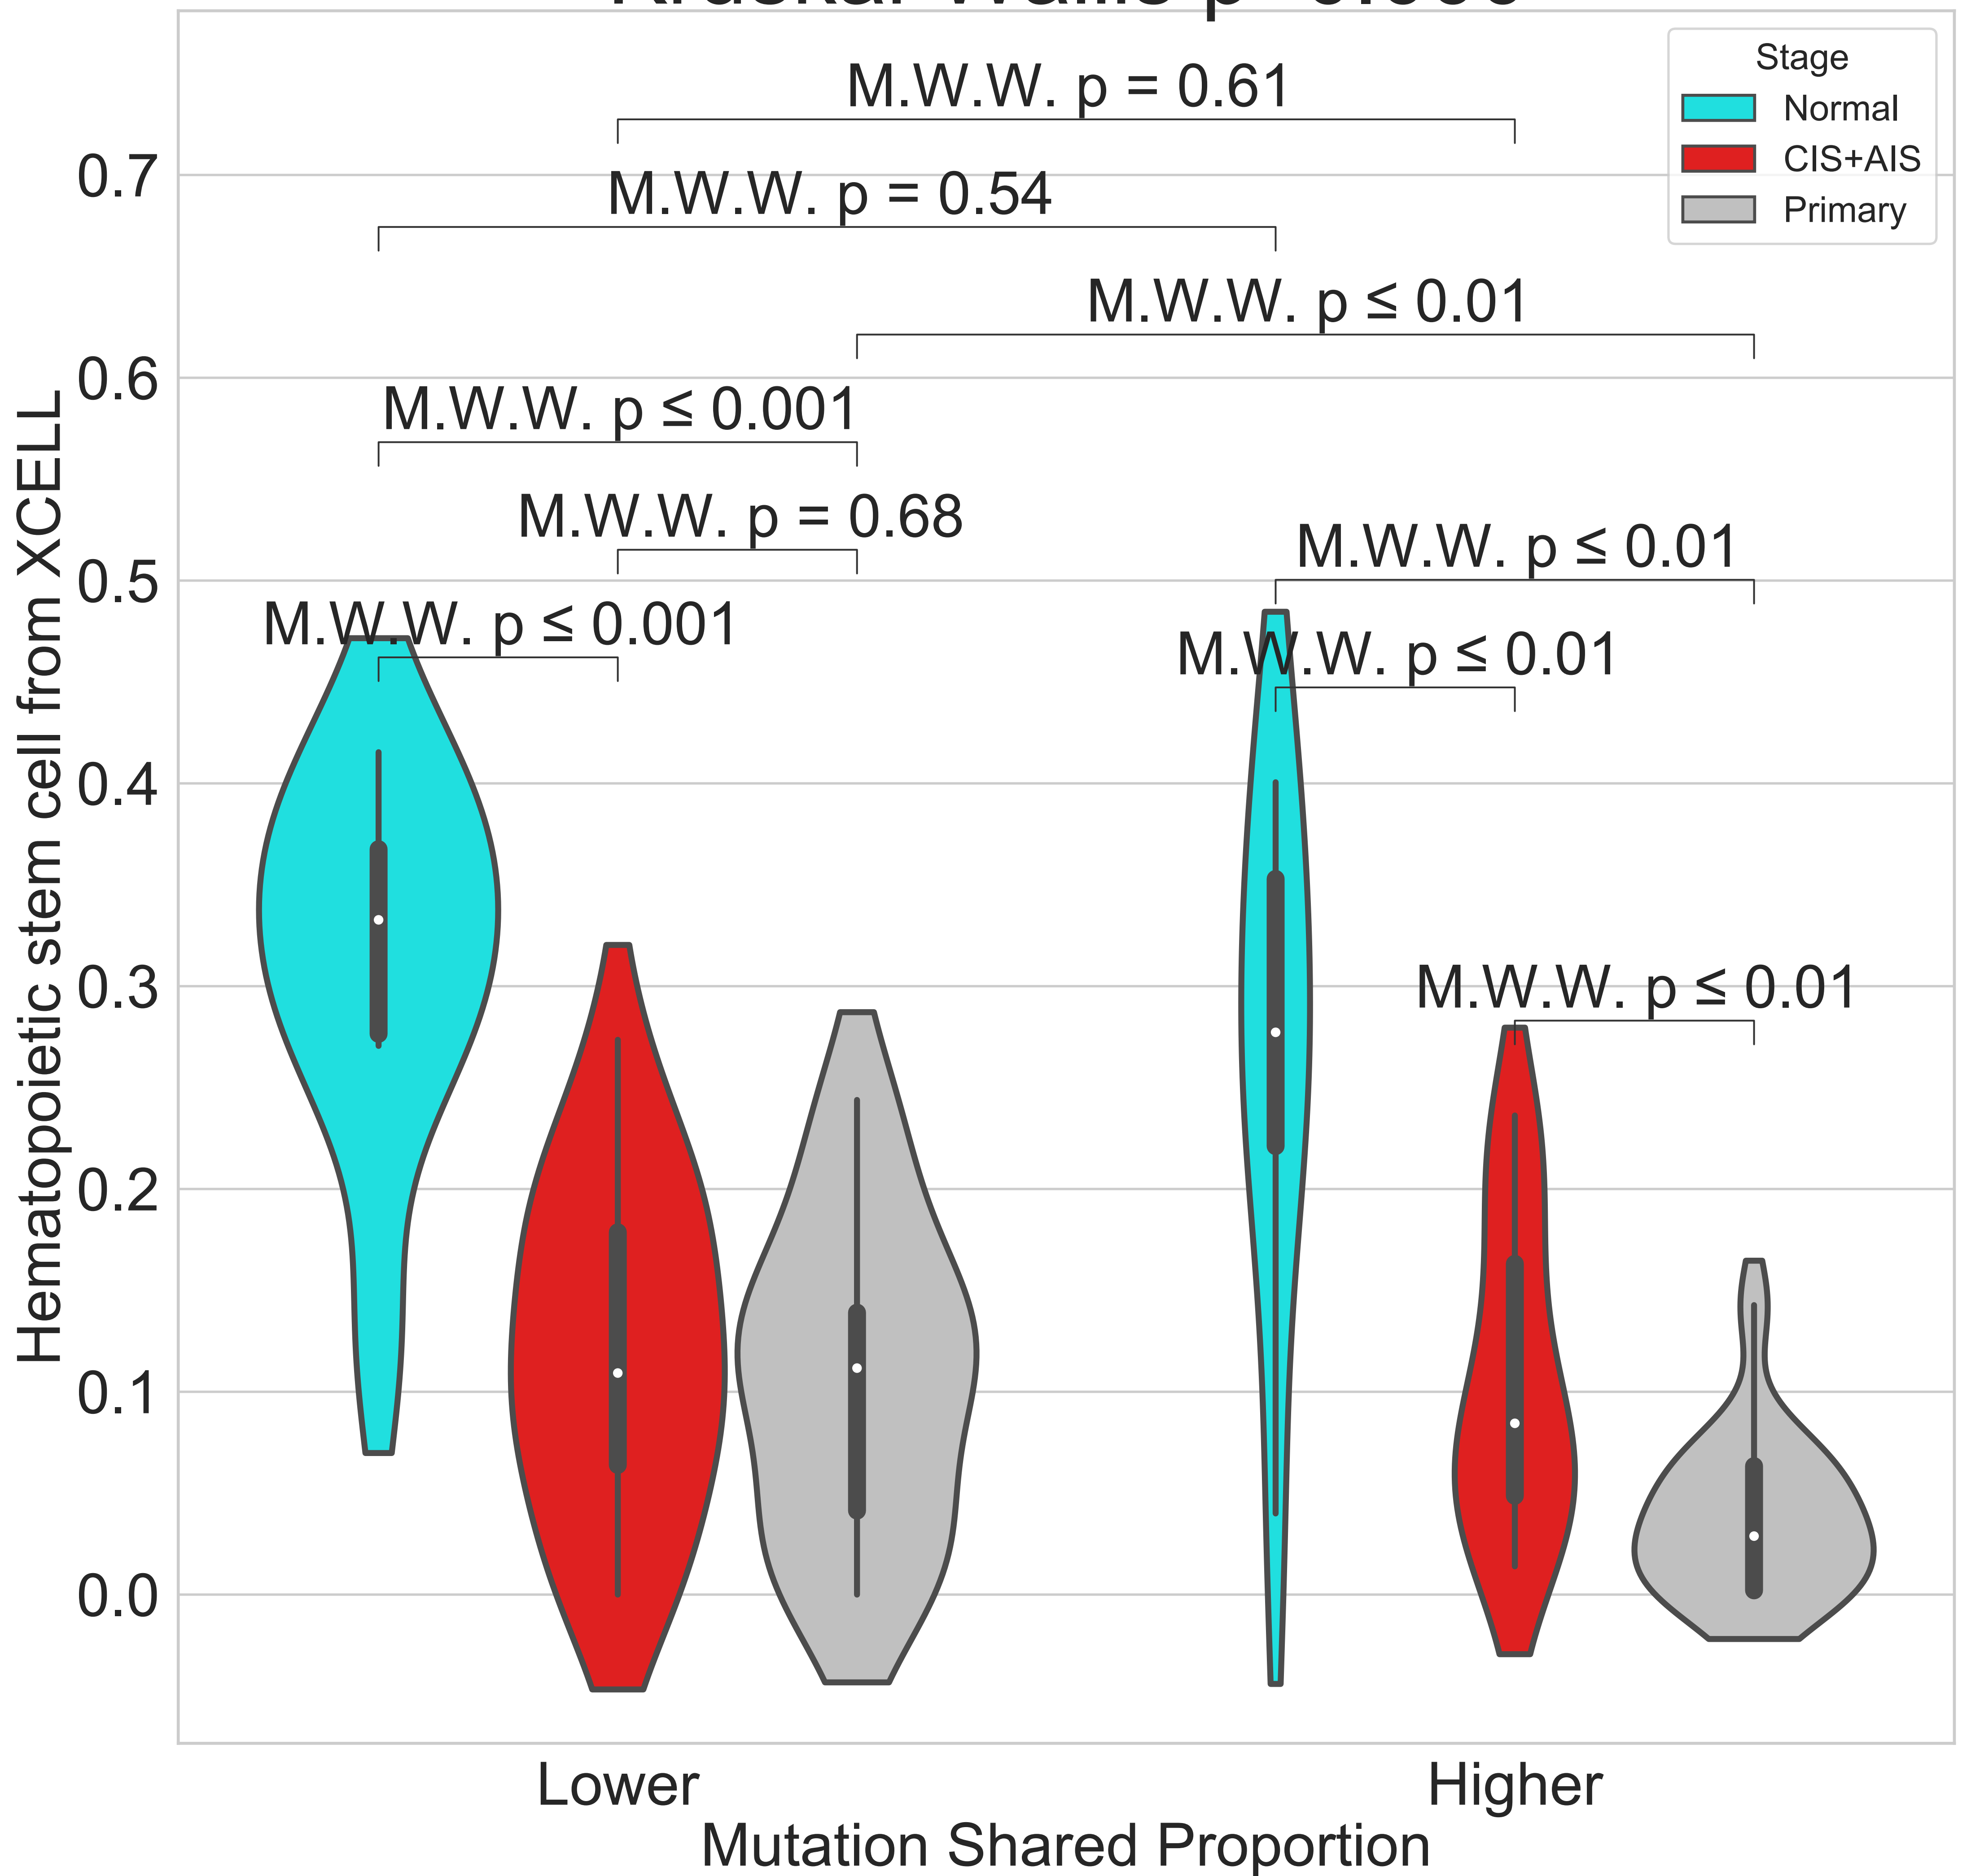 Stage
Normal
CIS+AIS
Primary
M.W.W. p = 0.61
M.W.W. p = 0.54
M.W.W. p ≤ 0.01
M.W.W. p ≤ 0.001
M.W.W. p = 0.68
M.W.W. p ≤ 0.01
M.W.W. p ≤ 0.001
M.W.W. p ≤ 0.01
M.W.W. p ≤ 0.01
Hematopoietic stem cell from XCELL
0.7
0.6
0.5
0.4
0.3
0.2
0.1
0.0
Lower
Higher
Mutation Shared Proportion